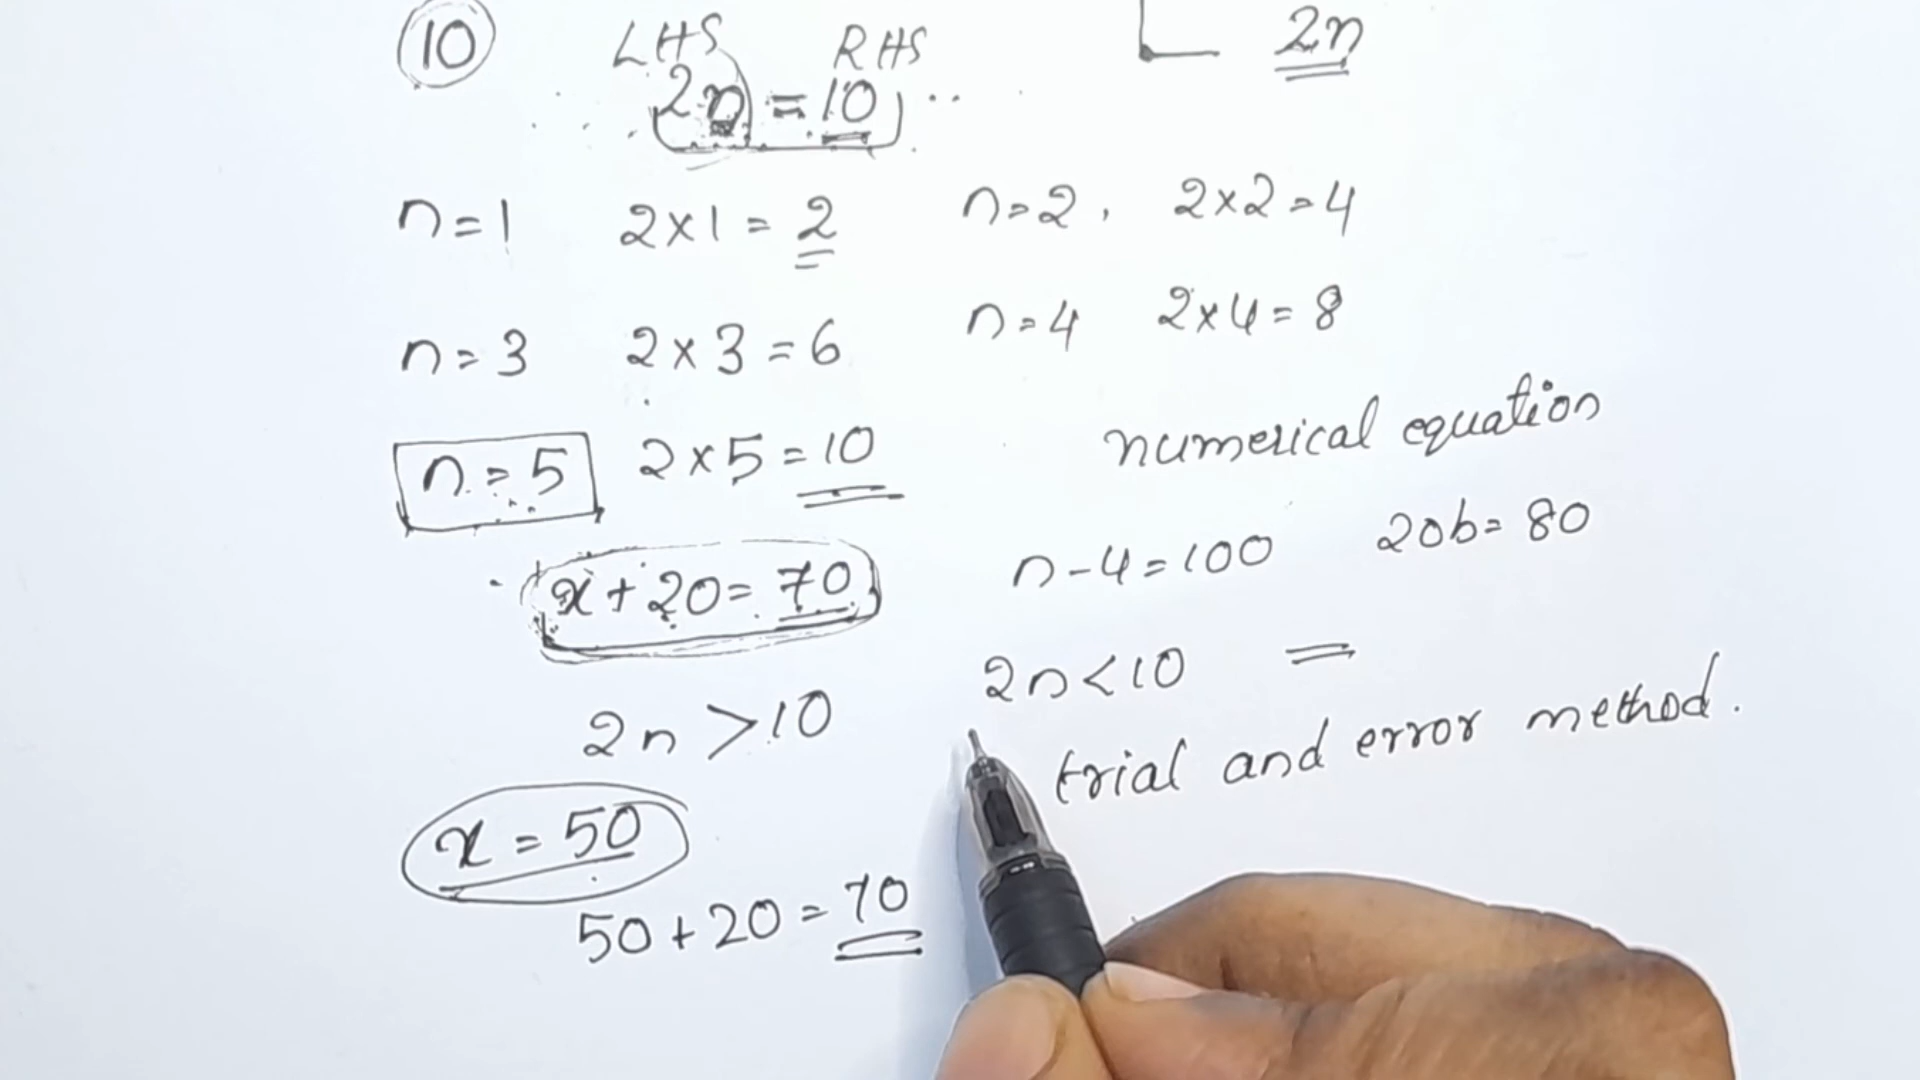 10 LHS RHS 2n
2n = 10
n = 1 2 × 1 = 2 n = 2, 2 × 2 = 4
n = 3 2 × 3 = 6 n = 4 2 × 4 = 8
n = 5 2 × 5 = 10 numerical equation
x + 20 = 70 n - 4 = 100 20b = 80
2n > 10 2n < 10 =
trial and error method.
x = 50
50 + 20 = 70